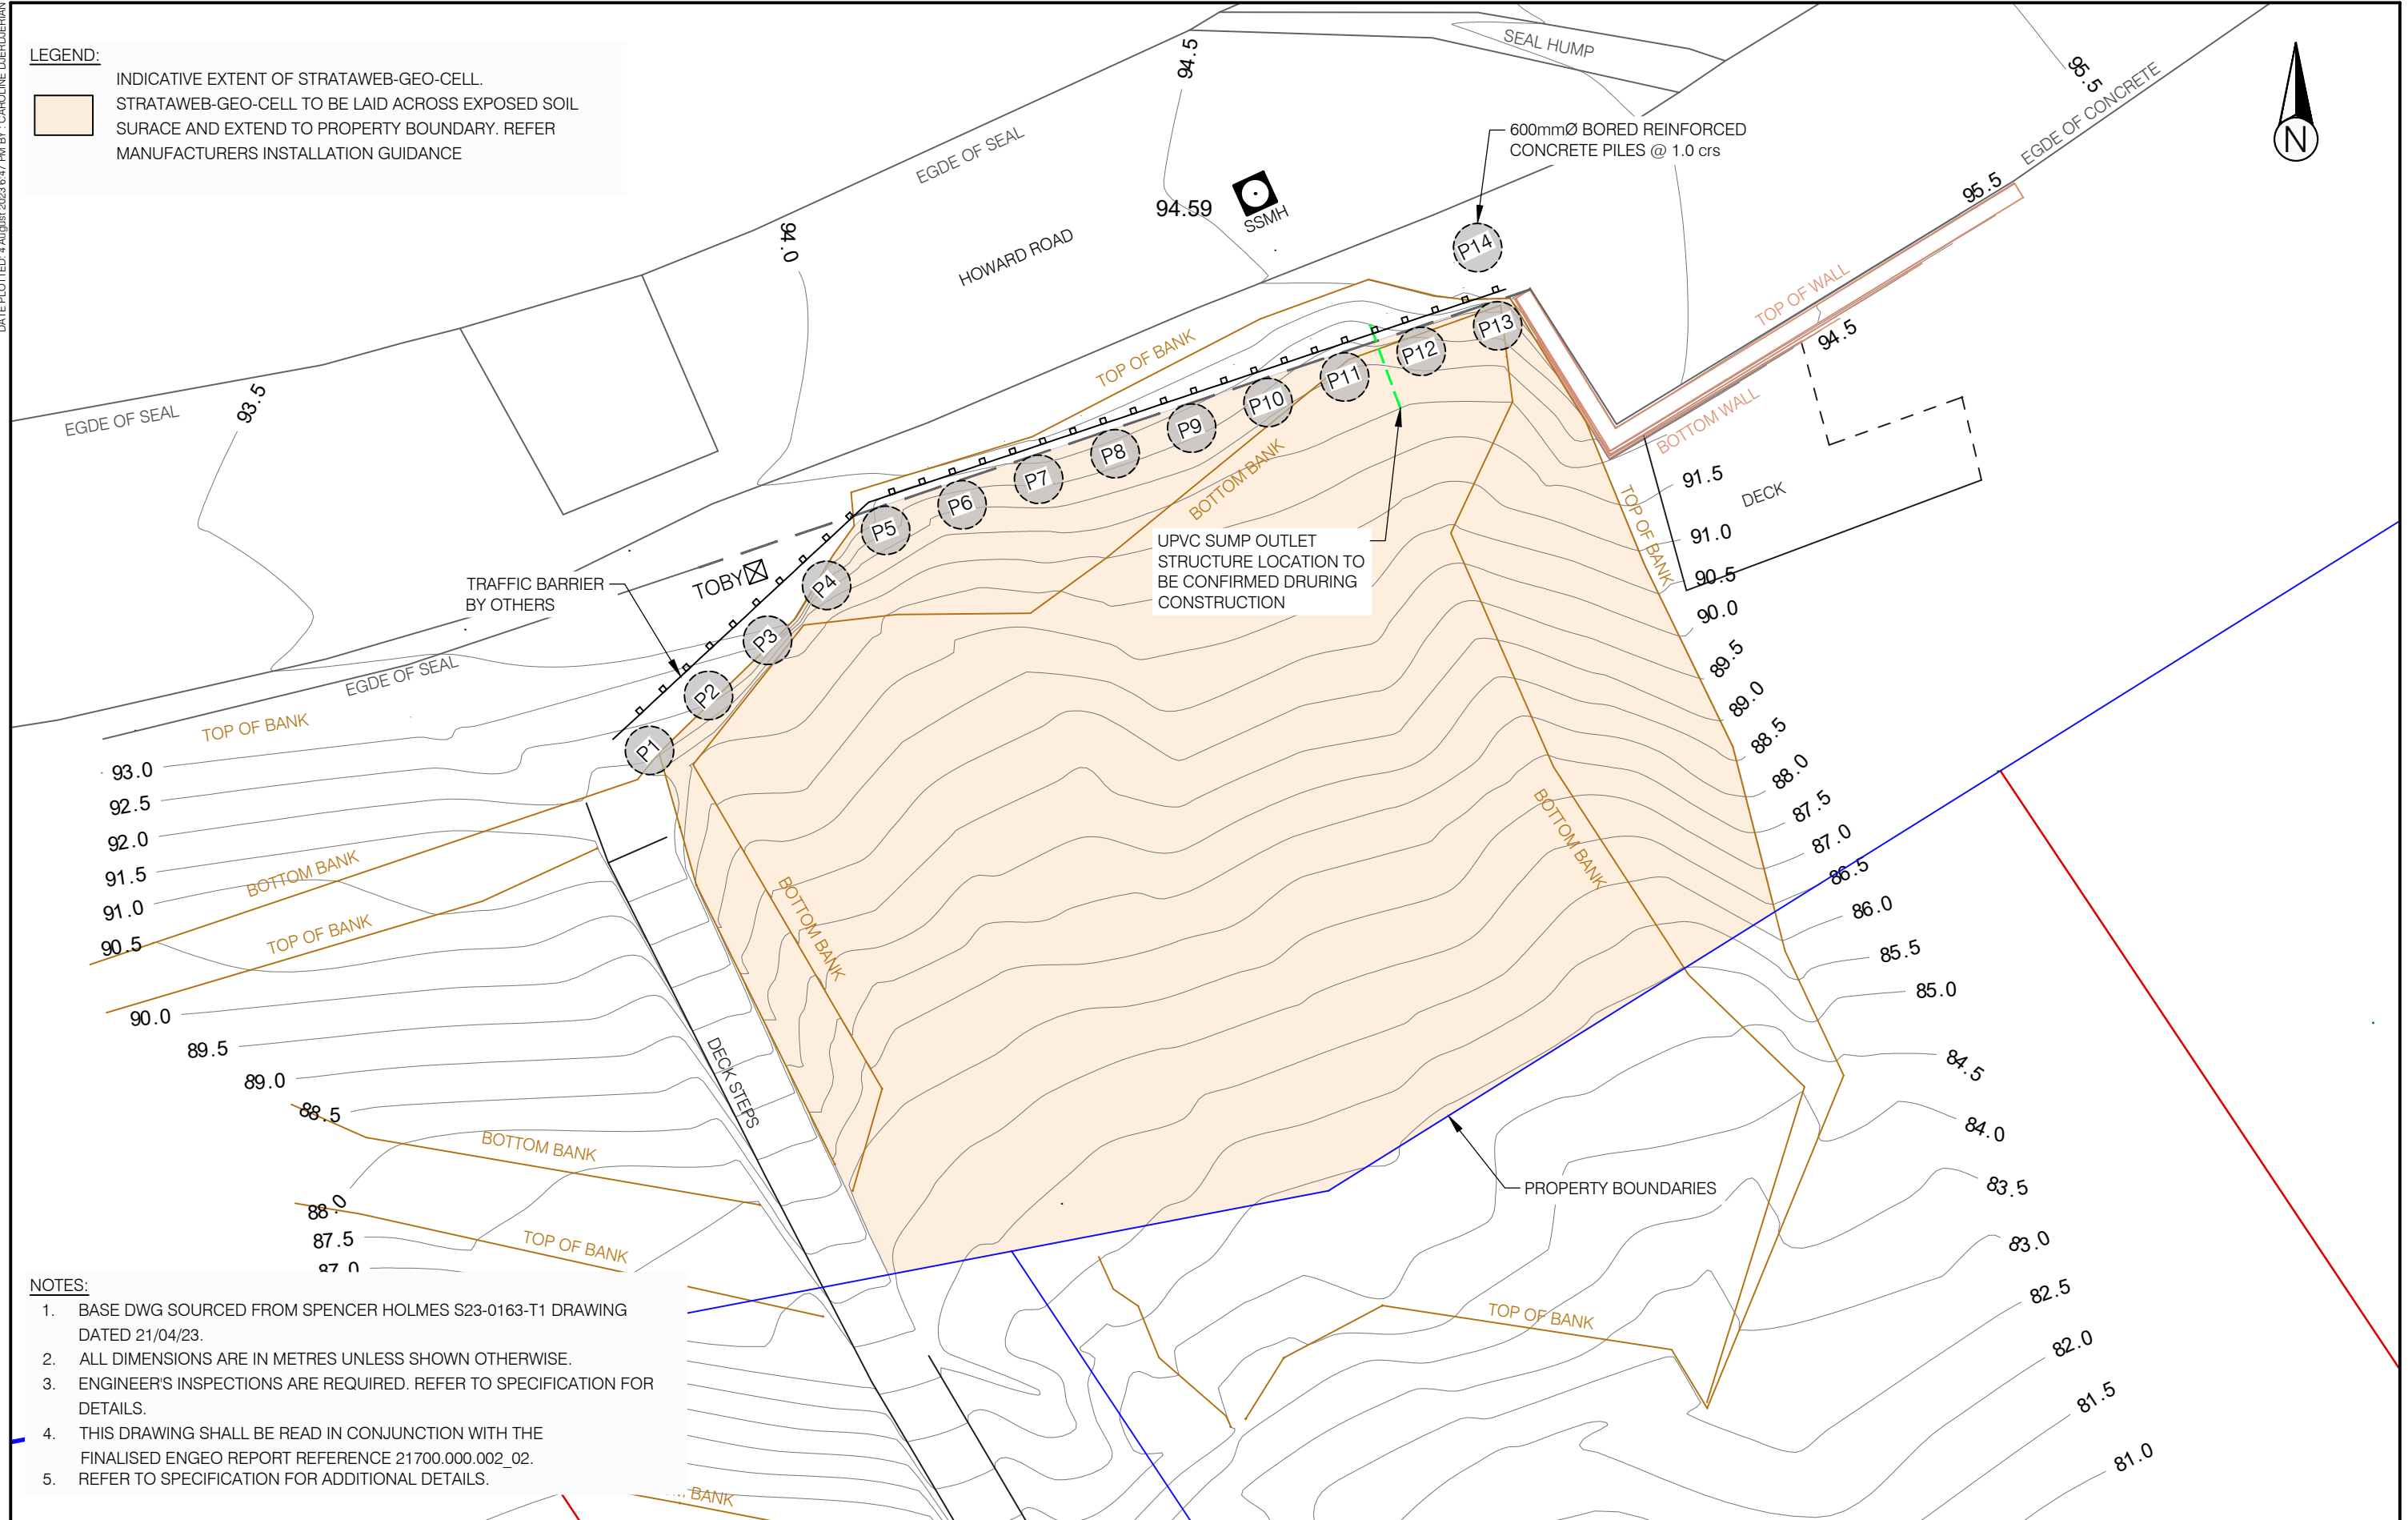 DATE PLOTTED: 4 August 2023 6:47 PM BY : CAROLINE DJERDJERIAN
LEGEND:
INDICATIVE EXTENT OF STRATAWEB-GEO-CELL.
STRATAWEB-GEO-CELL TO BE LAID ACROSS EXPOSED SOIL
SURACE AND EXTEND TO PROPERTY BOUNDARY. REFER
MANUFACTURERS INSTALLATION GUIDANCE
SEAL HUMP
94.5
95.5
EGDE OF CONCRETE
N
600mmØ BORED REINFORCED
CONCRETE PILES @ 1.0 crs
EGDE OF SEAL
94.59
SSMH
95.5
94.0
HOWARD ROAD
P14
TOP OF WALL
94.5
P13
P12
P11
P10
P9
P8
P7
P6
P5
P4
P3
P2
P1
TOP OF BANK
EGDE OF SEAL
93.5
BOTTOM WALL
BOTTOM BANK
91.5
DECK
TOP OF BANK
91.0
90.5
90.0
89.5
89.0
88.5
88.0
87.5
87.0
86.5
86.0
85.5
85.0
84.5
84.0
83.5
83.0
82.5
82.0
81.5
81.0
UPVC SUMP OUTLET
STRUCTURE LOCATION TO
BE CONFIRMED DRURING
CONSTRUCTION
TOBY
TRAFFIC BARRIER
BY OTHERS
EGDE OF SEAL
TOP OF BANK
93.0
92.5
92.0
91.5
91.0
90.5
BOTTOM BANK
TOP OF BANK
90.0
89.5
89.0
88.5
BOTTOM BANK
BOTTOM BANK
DECK STEPS
BOTTOM BANK
88.0
87.5
87.0
TOP OF BANK
PROPERTY BOUNDARIES
TOP OF BANK
BANK
NOTES:
1. BASE DWG SOURCED FROM SPENCER HOLMES S23-0163-T1 DRAWING
DATED 21/04/23.
2. ALL DIMENSIONS ARE IN METRES UNLESS SHOWN OTHERWISE.
3. ENGINEER'S INSPECTIONS ARE REQUIRED. REFER TO SPECIFICATION FOR
DETAILS.
4. THIS DRAWING SHALL BE READ IN CONJUNCTION WITH THE
FINALISED ENGEO REPORT REFERENCE 21700.000.002_02.
5. REFER TO SPECIFICATION FOR ADDITIONAL DETAILS.